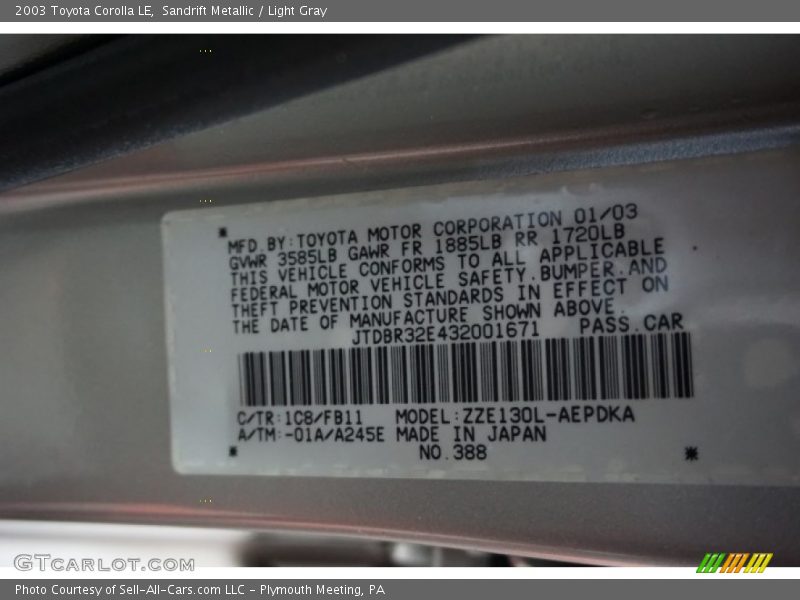 2003 Toyota Corolla LE, Sandrift Metallic / Light Gray
MFD.BY:TOYOTA MOTOR CORPORATION 01/03
GVWR 3585LB GAWR FR 1885LB RR 1720LB
THIS VEHICLE CONFORMS TO ALL APPLICABLE
FEDERAL MOTOR VEHICLE SAFETY.BUMPER.AND
THEFT PREVENTION STANDARDS IN EFFECT ON
THE DATE OF MANUFACTURE SHOWN ABOVE.
JTDBR32E432001671 PASS.CAR
C/TR:1C8/FB11 MODEL:ZZE130L-AEPDKA
A/TM:-01A/A245E MADE IN JAPAN
NO.388
GTcarlot.com
Photo Courtesy of Sell-All-Cars.com LLC - Plymouth Meeting, PA